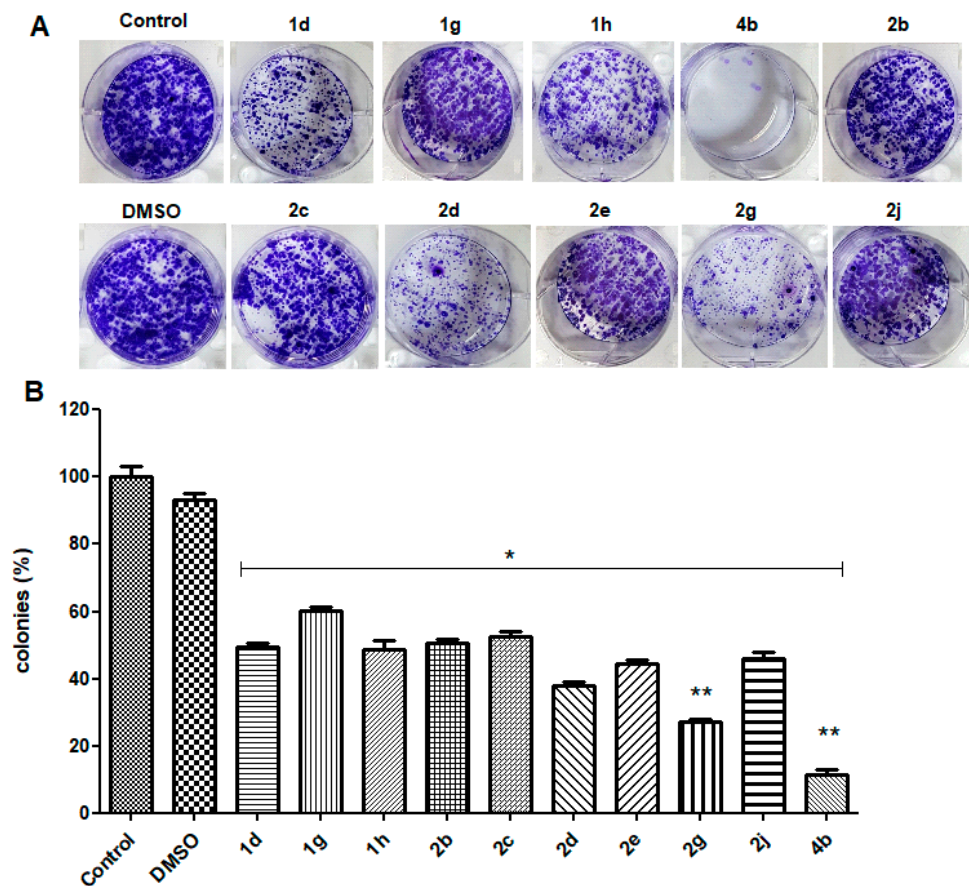 A
Control 1d 1g 1h 4b 2b
DMSO 2c 2d 2e 2g 2j
B
120
100
80
60
40
20
0
colonies (%)
*
**
**
Control DMSO 1d 1g 1h 2b 2c 2d 2e 2g 2j 4b